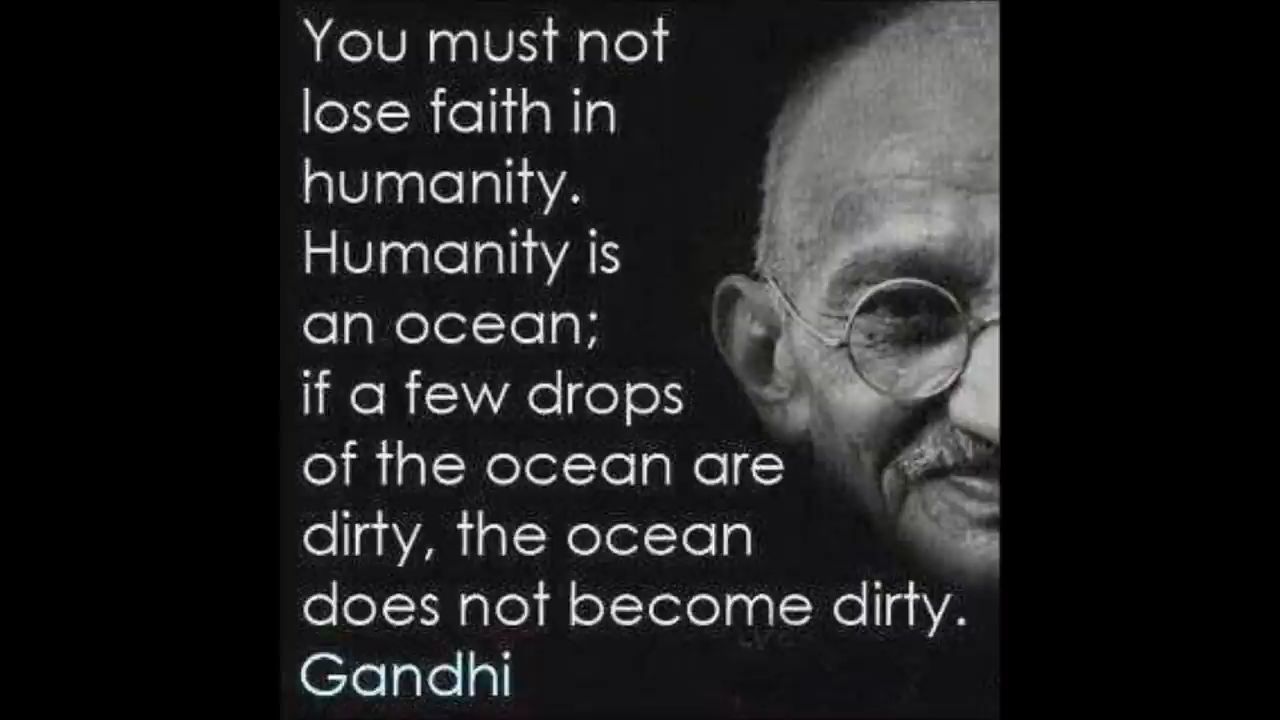 You must not
lose faith in
humanity.
Humanity is
an ocean;
if a few drops
of the ocean are
dirty, the ocean
does not become dirty.
Gandhi